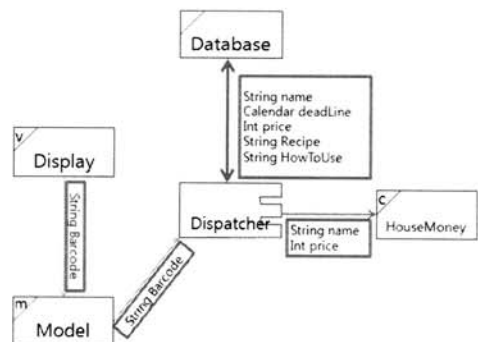 Database
String name
Calendar deadLine
Int price
String Recipe
String HowToUse
v
Display
String Barcode
Dispatcher
String name
Int price
c
HouseMoney
String Barcode
m
Model